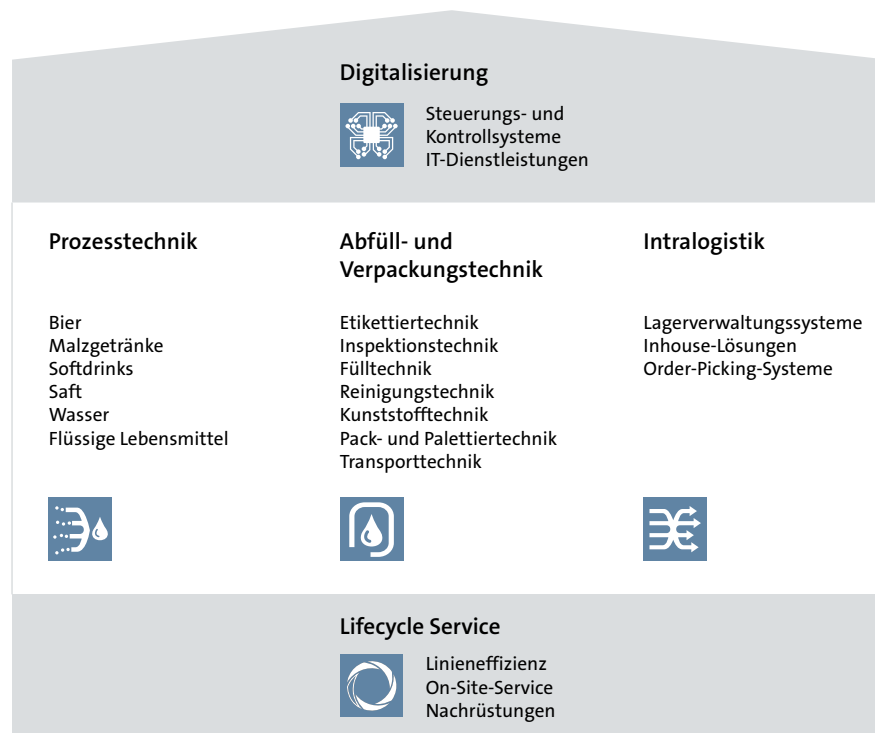 Digitalisierung
Steuerungs- und
Kontrollsysteme
IT-Dienstleistungen
Prozesstechnik
Bier
Malzgetränke
Softdrinks
Saft
Wasser
Flüssige Lebensmittel
Abfüll- und
Verpackungstechnik
Etikettiertechnik
Inspektionstechnik
Fülltechnik
Reinigungstechnik
Kunststofftechnik
Pack- und Palettiertechnik
Transporttechnik
Intralogistik
Lagerverwaltungssysteme
Inhouse-Lösungen
Order-Picking-Systeme
Lifecycle Service
Linieneffizienz
On-Site-Service
Nachrüstungen